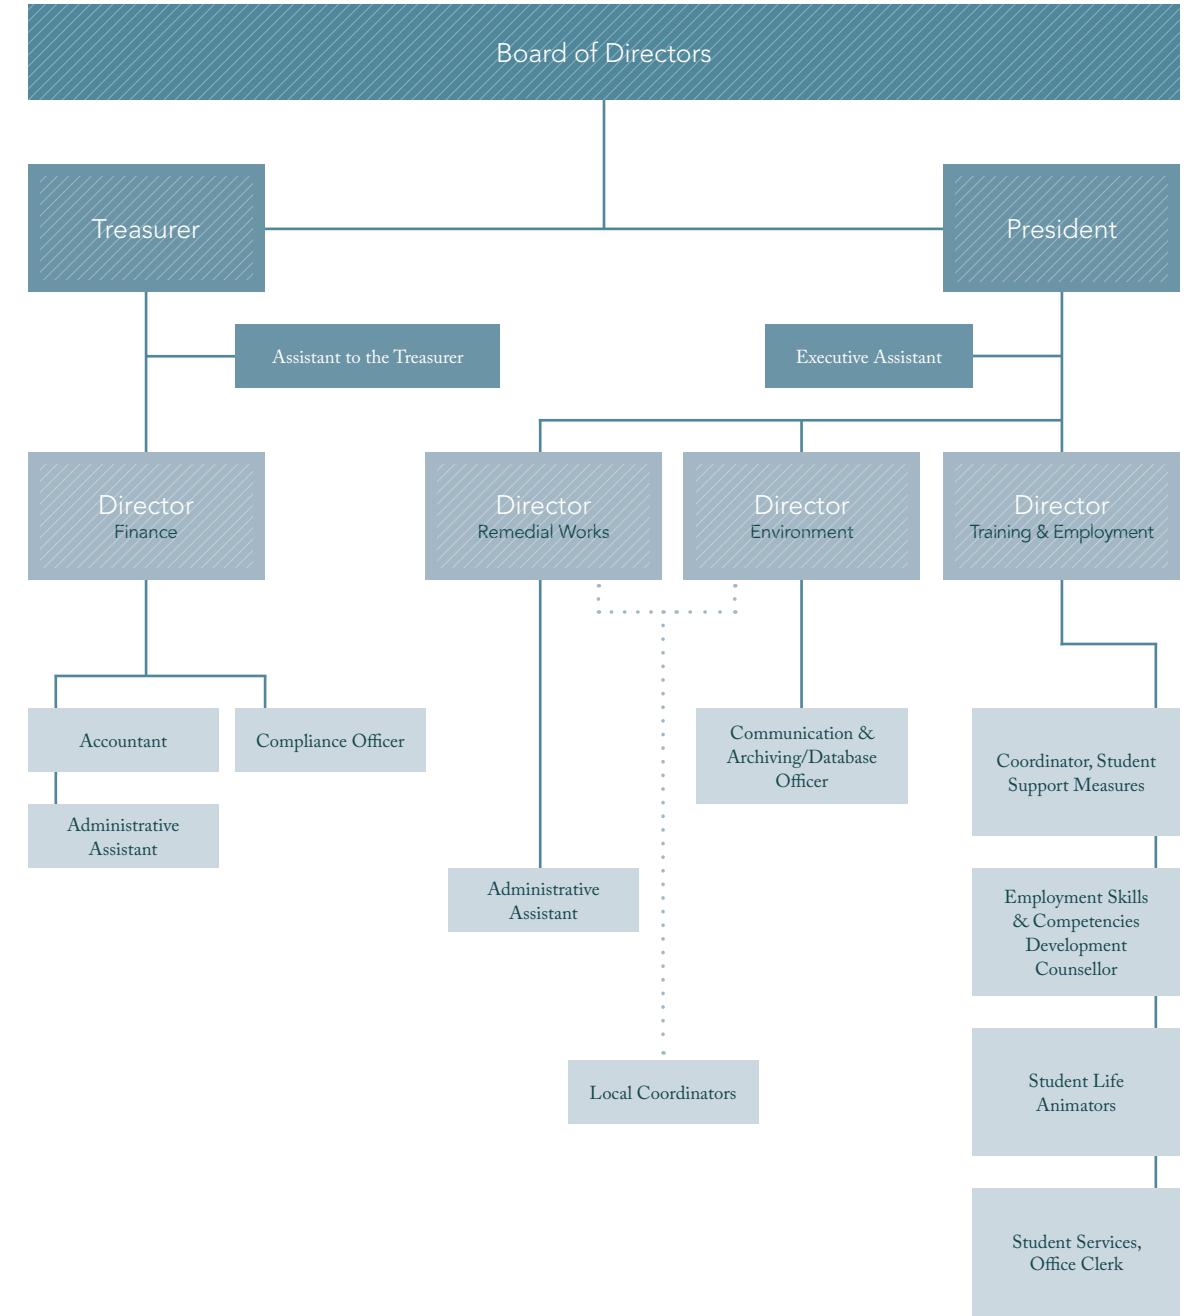 Board of Directors
Treasurer
President
Assistant to the Treasurer
Executive Assistant
Director
Finance
Director
Remedial Works
Director
Environment
Director
Training & Employment
Accountant
Compliance Officer
Communication &
Archiving/Database
Officer
Coordinator, Student
Support Measures
Administrative
Assistant
Administrative
Assistant
Employment Skills
& Competencies
Development
Counsellor
Local Coordinators
Student Life
Animators
Student Services,
Office Clerk